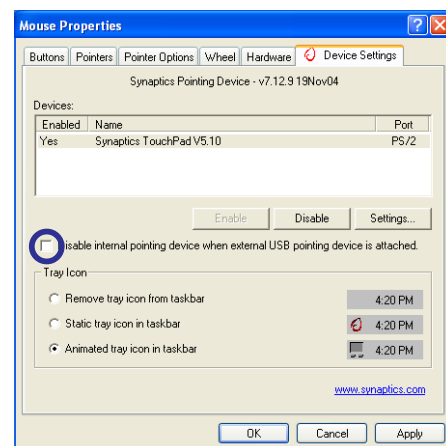 Mouse Properties
Buttons Pointers Pointer Options Wheel Hardware Device Settings
Synaptics Pointing Device - v7.12.9 19Nov04
Devices:
Enabled Name Port
Yes Synaptics TouchPad V5.10 PS/2
Enable Disable Settings...
isable internal pointing device when external USB pointing device is attached.
Tray Icon
Remove tray icon from taskbar 4:20 PM
Static tray icon in taskbar 4:20 PM
Animated tray icon in taskbar 4:20 PM
www.synaptics.com
OK Cancel Apply